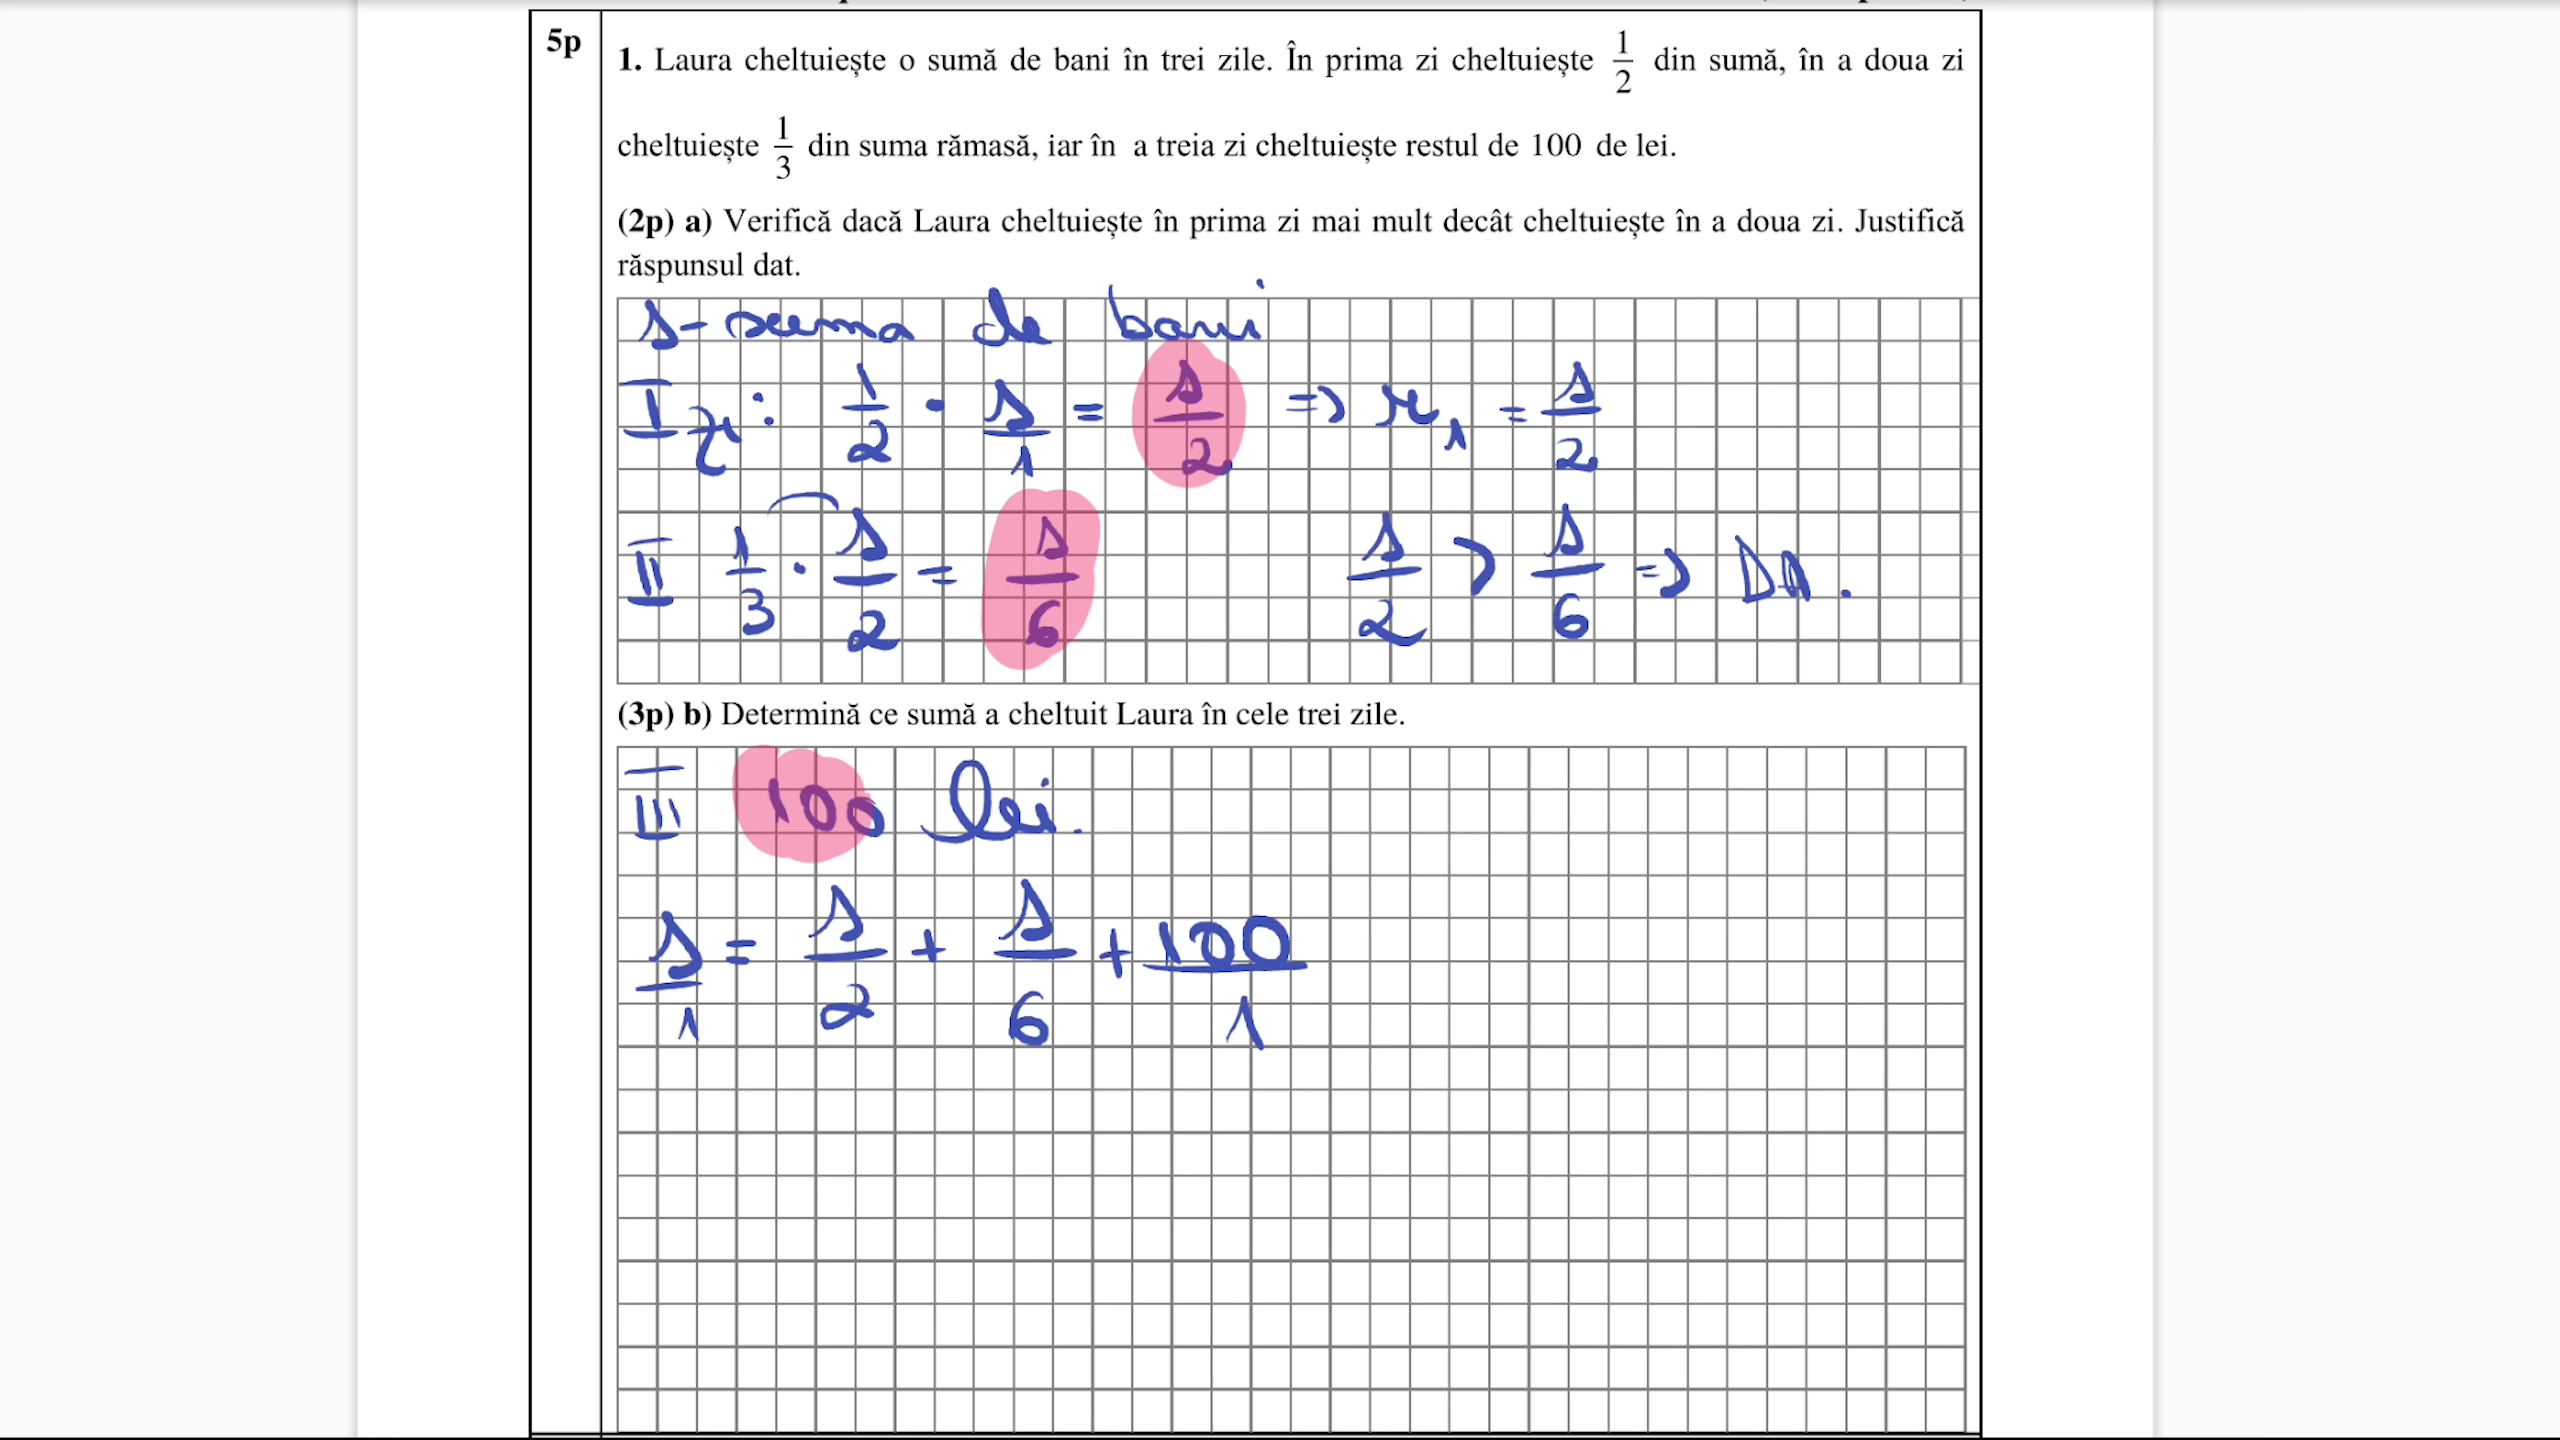 5p
1. Laura cheltuiește o sumă de bani în trei zile. În prima zi cheltuiește 1/2 din sumă, în a doua zi
cheltuiește 1/3 din suma rămasă, iar în a treia zi cheltuiește restul de 100 de lei.
(2p) a) Verifică dacă Laura cheltuiește în prima zi mai mult decât cheltuiește în a doua zi. Justifică
răspunsul dat.
s- suma de bani
I zi: 1/2 · s/1 = s/2 => r₁ = s/2
II 1/3 · s/2 = s/6 s/2 > s/6 => DA.
(3p) b) Determină ce sumă a cheltuit Laura în cele trei zile.
III 100 lei.
s/1 = s/2 + s/6 + 100/1